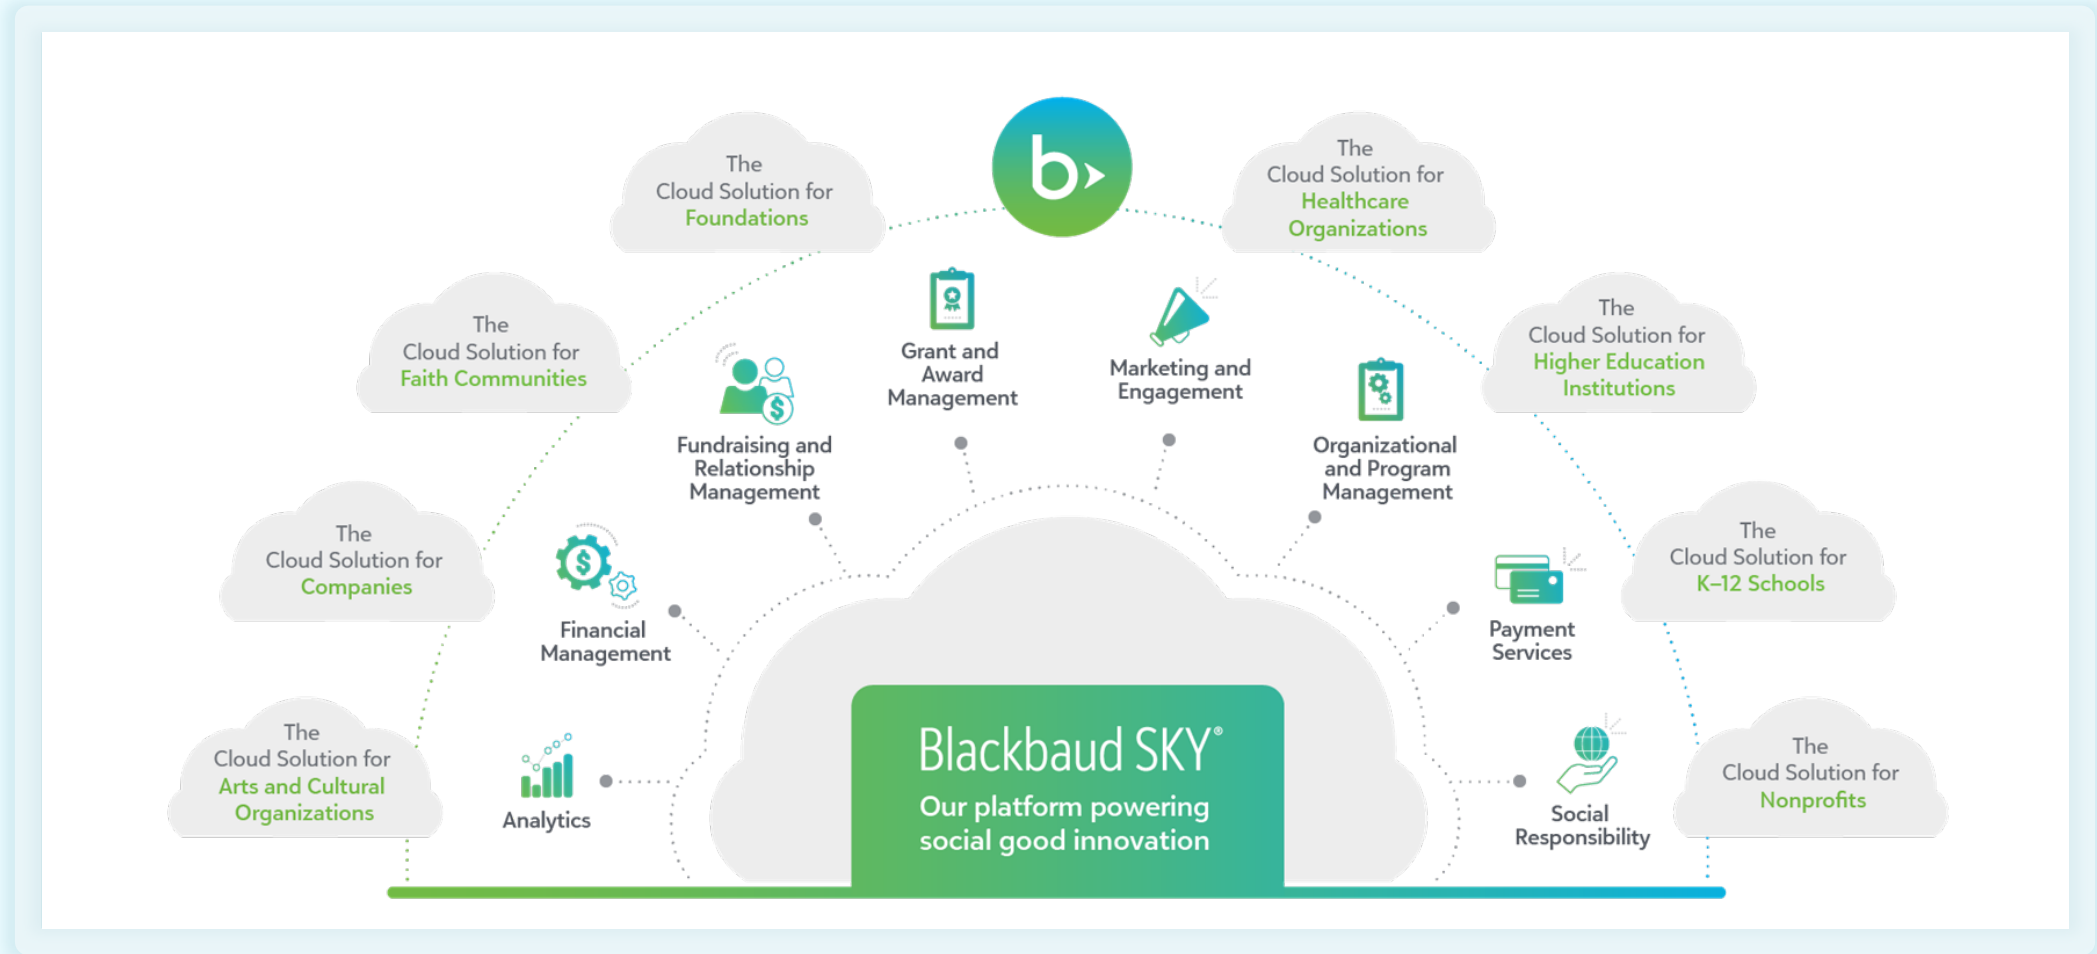 b
The
Cloud Solution for
Foundations
The
Cloud Solution for
Healthcare
Organizations
The
Cloud Solution for
Faith Communities
The
Cloud Solution for
Higher Education
Institutions
The
Cloud Solution for
Companies
The
Cloud Solution for
K–12 Schools
The
Cloud Solution for
Arts and Cultural
Organizations
The
Cloud Solution for
Nonprofits
Grant and
Award
Management
Marketing and
Engagement
$
Fundraising and
Relationship
Management
Organizational
and Program
Management
$
Financial
Management
Payment
Services
Analytics
Social
Responsibility
Blackbaud SKY®
Our platform powering
social good innovation